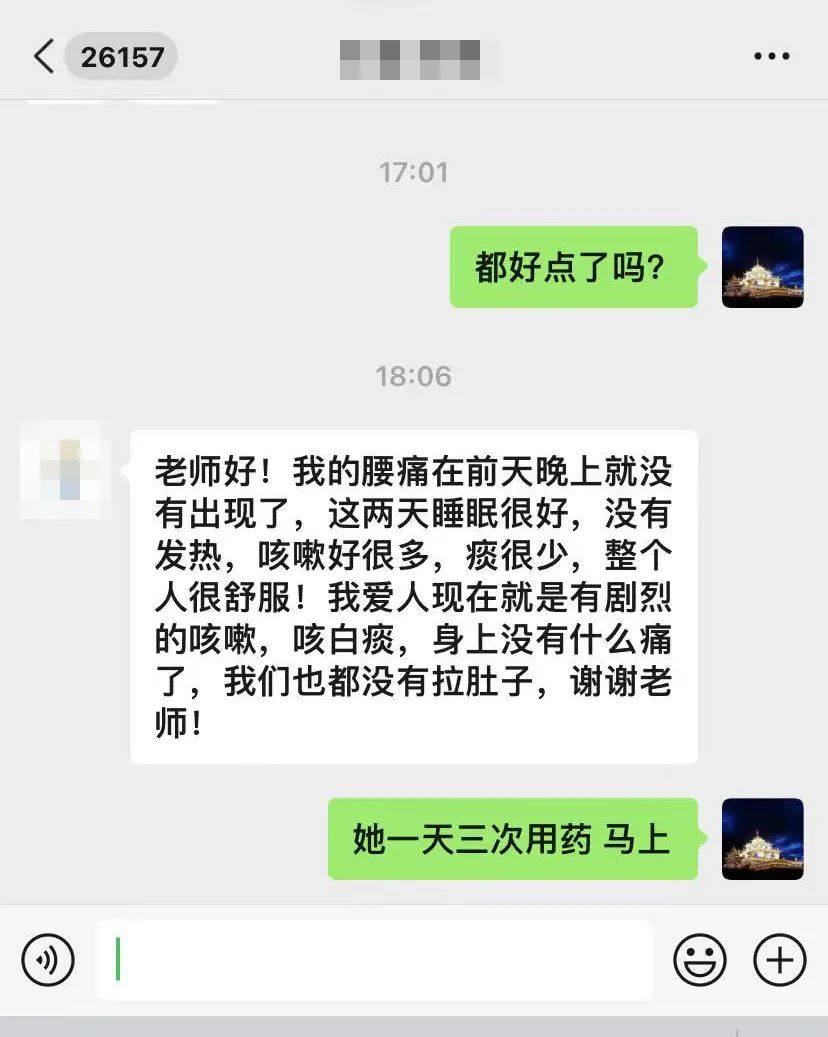 26157
17:01
都好点了吗?
18:06
老师好！我的腰痛在前天晚上就没
有出现了，这两天睡眠很好，没有
发热，咳嗽好很多，痰很少，整个
人很舒服！我爱人现在就是有剧烈
的咳嗽，咳白痰，身上没有什么痛
了，我们也都没有拉肚子，谢谢老
师！
她一天三次用药 马上